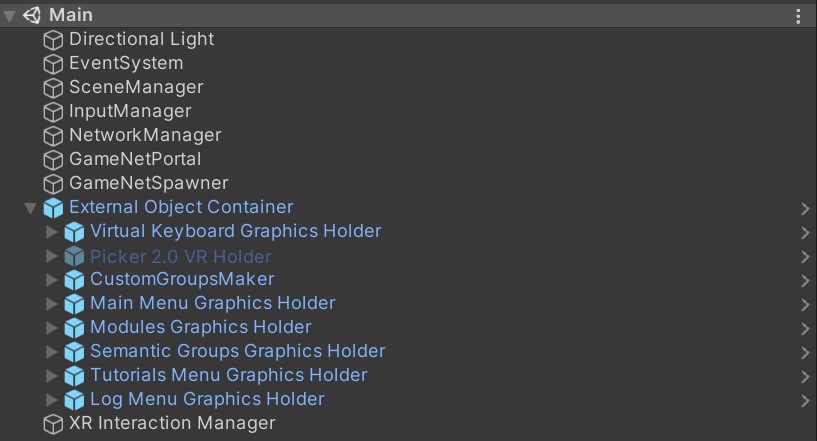 Main
Directional Light
EventSystem
SceneManager
InputManager
NetworkManager
GameNetPortal
GameNetSpawner
External Object Container
Virtual Keyboard Graphics Holder
Picker 2.0 VR Holder
CustomGroupsMaker
Main Menu Graphics Holder
Modules Graphics Holder
Semantic Groups Graphics Holder
Tutorials Menu Graphics Holder
Log Menu Graphics Holder
XR Interaction Manager